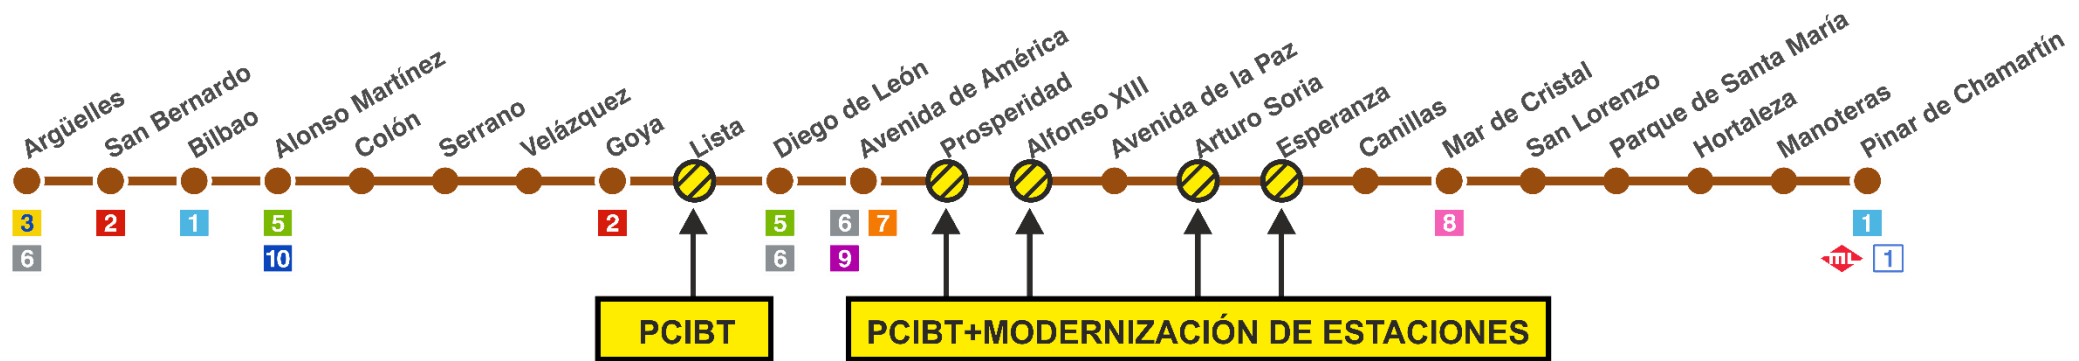 Argüelles
San Bernardo
Bilbao
Alonso Martínez
Colón
Serrano
Velázquez
Goya
Lista
Diego de León
Avenida de América
Prosperidad
Alfonso XIII
Avenida de la Paz
Arturo Soria
Esperanza
Canillas
Mar de Cristal
San Lorenzo
Parque de Santa María
Hortaleza
Manoteras
Pinar de Chamartín
3 2 1 5 2 5 6 7 8 1
6 10 6 9 ML 1
PCIBT
PCIBT+MODERNIZACIÓN DE ESTACIONES